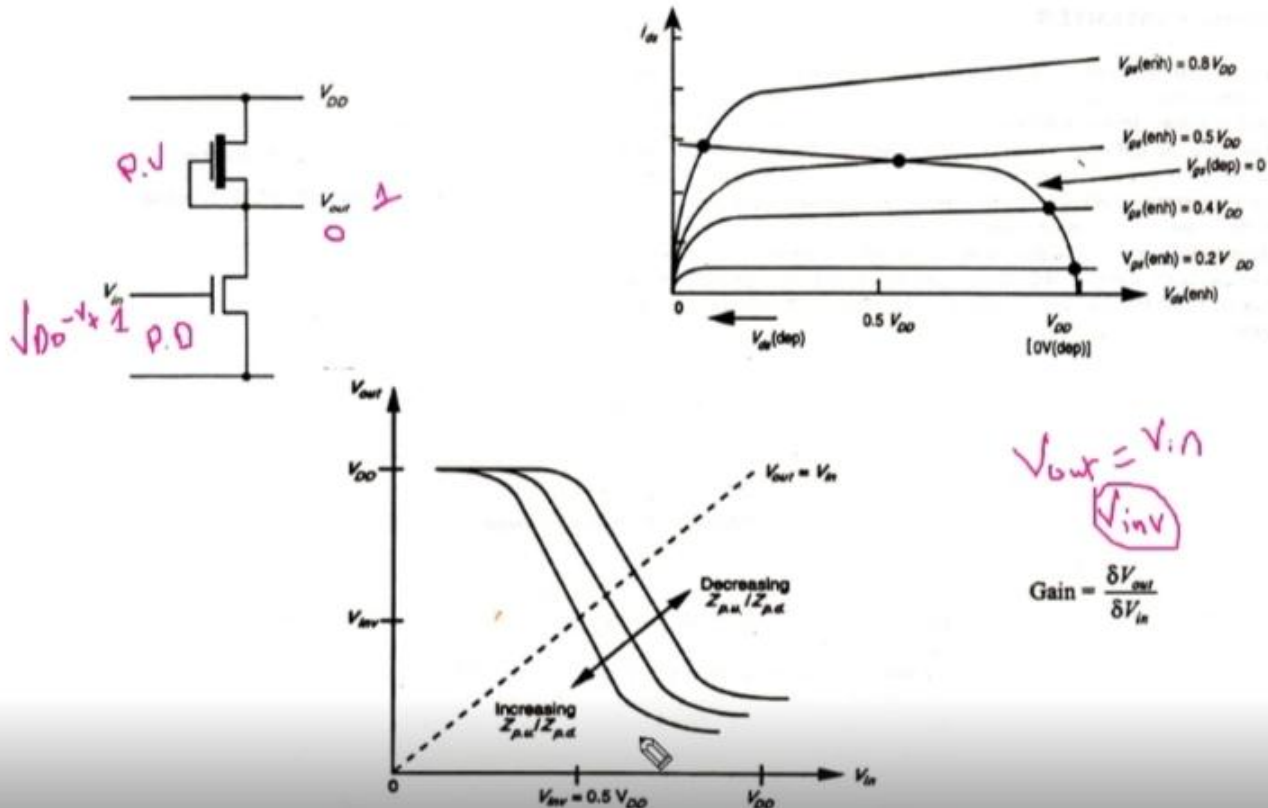 V_DD
P.U
V_out 1
0
V_in
V_DD-V_x 1 P.D
i_ds
V_gs(enh) = 0.8 V_DD
V_gs(enh) = 0.5 V_DD
V_gs(dep) = 0
V_gs(enh) = 0.4 V_DD
V_gs(enh) = 0.2 V_DD
V_ds(enh)
0
0.5 V_DD
V_DD
[0V(dep)]
V_ds(dep)
V_out
V_DD
V_out = V_in
Decreasing
Z_p.u./Z_p.d.
V_inv
Increasing
Z_p.u./Z_p.d.
0
V_inv = 0.5 V_DD
V_DD
V_in
V_out = V_in
V_inv
Gain = δV_out/δV_in